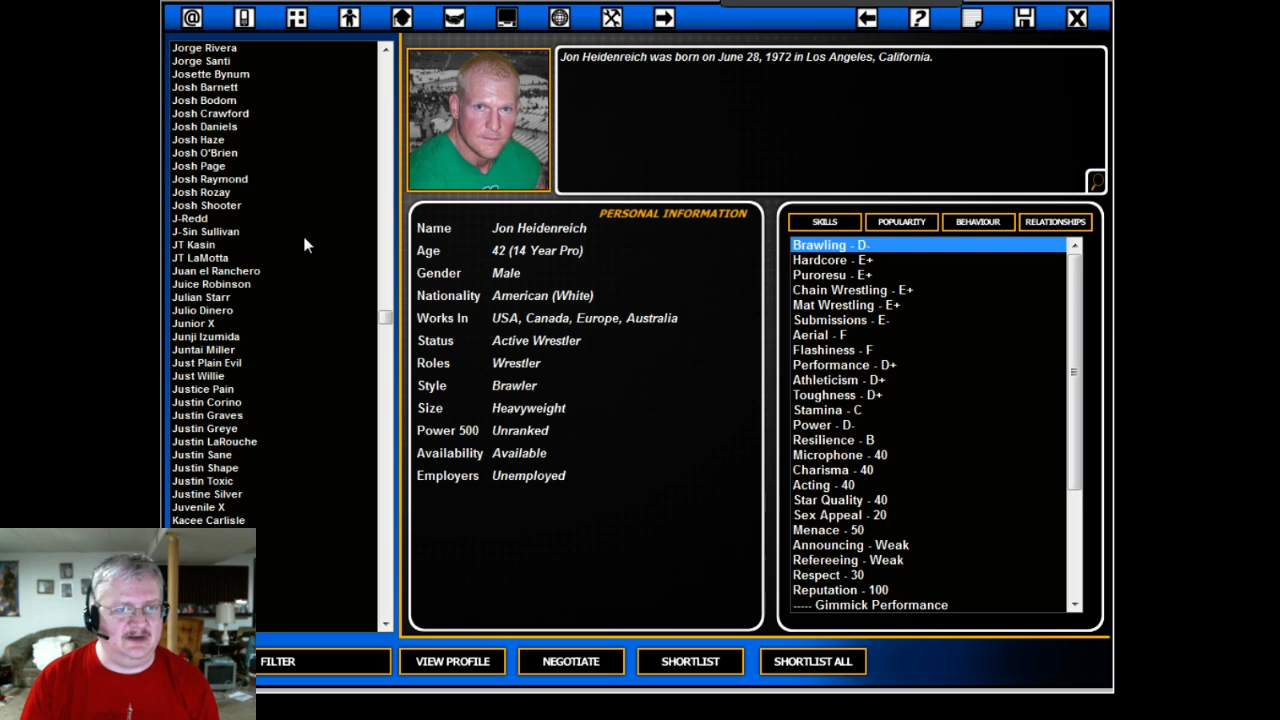 Jorge Rivera
Jorge Santi
Josette Bynum
Josh Barnett
Josh Bodom
Josh Crawford
Josh Daniels
Josh Haze
Josh O'Brien
Josh Page
Josh Raymond
Josh Rozay
Josh Shooter
J-Redd
J-Sin Sullivan
JT Kasin
JT LaMotta
Juan el Ranchero
Juice Robinson
Julian Starr
Julio Dinero
Junior X
Junji Izumida
Juntai Miller
Just Plain Evil
Just Willie
Justice Pain
Justin Corino
Justin Graves
Justin Greye
Justin LaRouche
Justin Sane
Justin Shape
Justin Toxic
Justine Silver
Juvenile X
Kacee Carlisle
Jon Heidenreich was born on June 28, 1972 in Los Angeles, California.
PERSONAL INFORMATION
Name Jon Heidenreich
Age 42 (14 Year Pro)
Gender Male
Nationality American (White)
Works In USA, Canada, Europe, Australia
Status Active Wrestler
Roles Wrestler
Style Brawler
Size Heavyweight
Power 500 Unranked
Availability Available
Employers Unemployed
SKILLS POPULARITY BEHAVIOUR RELATIONSHIPS
Brawling - D-
Hardcore - E+
Puroresu - E+
Chain Wrestling - E+
Mat Wrestling - E+
Submissions - E-
Aerial - F
Flashiness - F
Performance - D+
Athleticism - D+
Toughness - D+
Stamina - C
Power - D-
Resilience - B
Microphone - 40
Charisma - 40
Acting - 40
Star Quality - 40
Sex Appeal - 20
Menace - 50
Announcing - Weak
Refereeing - Weak
Respect - 30
Reputation - 100
----- Gimmick Performance
FILTER VIEW PROFILE NEGOTIATE SHORTLIST SHORTLIST ALL